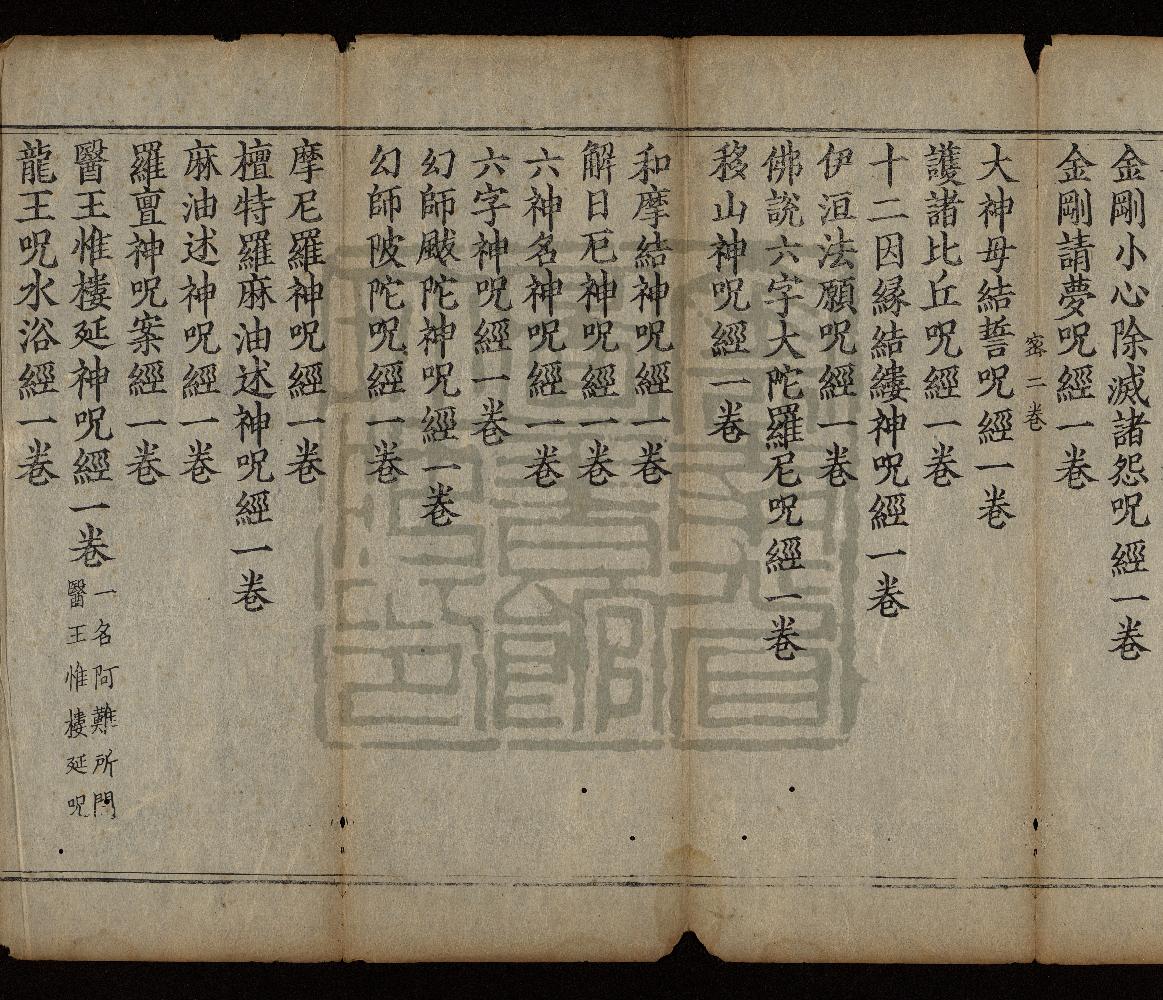 金剛小心除滅諸怨呪經一卷
金剛請夢呪經一卷
密二卷
大神母結誓呪經一卷
護諸比丘呪經一卷
十二因緣結縷神呪經一卷
伊洹法願呪經一卷
佛說六字大陀羅尼呪經一卷
移山神呪經一卷
和摩結神呪經一卷
解日厄神呪經一卷
六神名神呪經一卷
六字神呪經一卷
幻師颰陀神呪經一卷
幻師陂陀呪經一卷
摩尼羅神呪經一卷
檀特羅麻油述神呪經一卷
麻油述神呪經一卷
羅亶神呪案經一卷
醫王惟樓延神呪經一卷
一名阿難所問
醫王惟樓延呪
龍王呪水浴經一卷